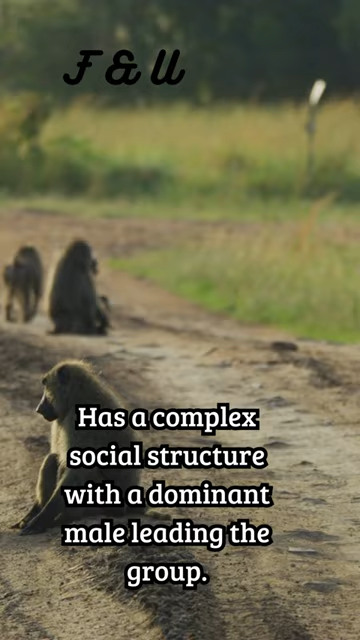 F & U
Has a complex
social structure
with a dominant
male leading the
group.